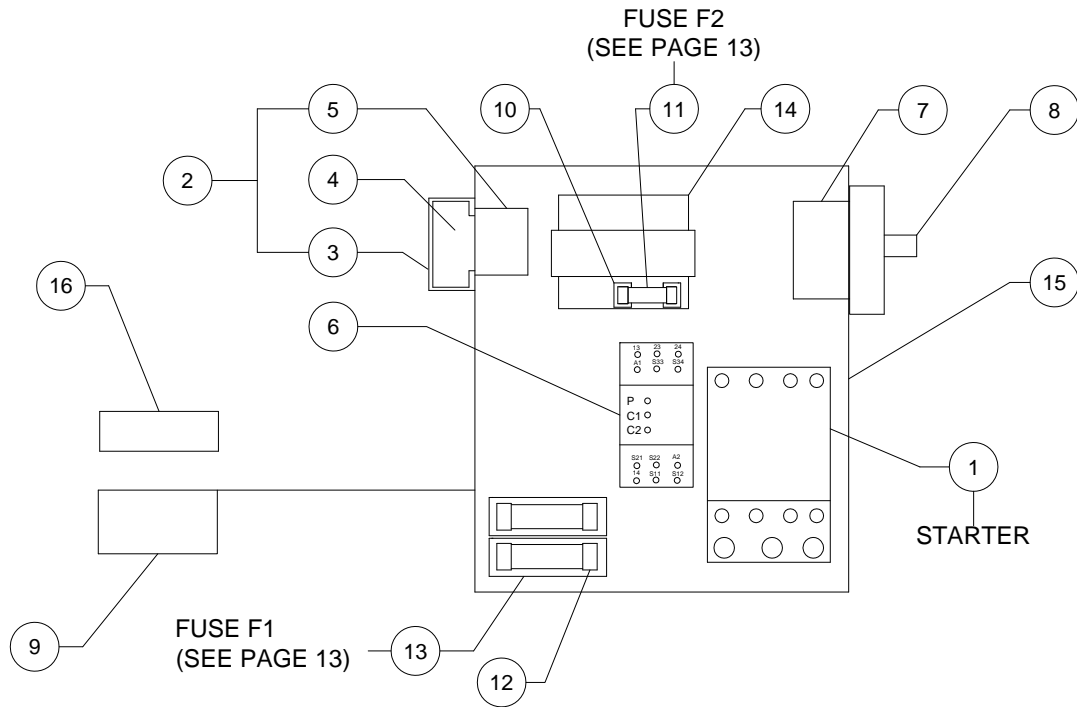 FUSE F2
(SEE PAGE 13)
5
10
11
14
7
8
2
4
3
16
15
6
13 23 24
A1 S33 S34
P
C1
C2
S21 S22 A2
14 S11 S12
1
STARTER
FUSE F1
(SEE PAGE 13)
13
9
12